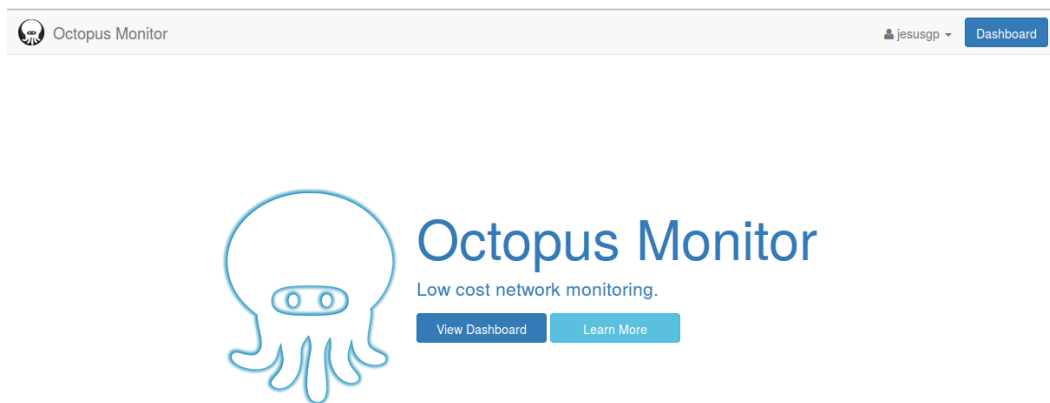 Octopus Monitor jesusgp Dashboard
Octopus Monitor
Low cost network monitoring.
View Dashboard Learn More